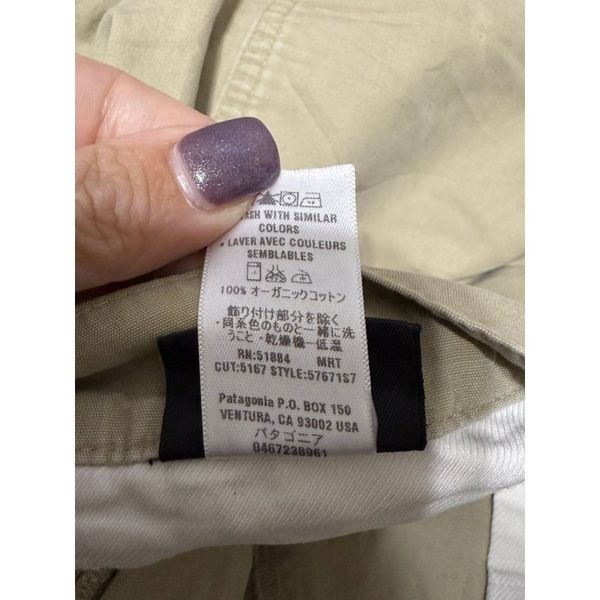 WITH SIMILAR
COLORS
• LAVER AVEC COULEURS
SEMBLABLES
100% オーガニックコットン
飾り付け部分を除く
・同系色のものと一緒に洗
うこと・乾燥機一低温
RN:51884 MRT
CUT:5167 STYLE:57671S7
Patagonia P.O. BOX 150
VENTURA, CA 93002 USA
パタゴニア
0467238961